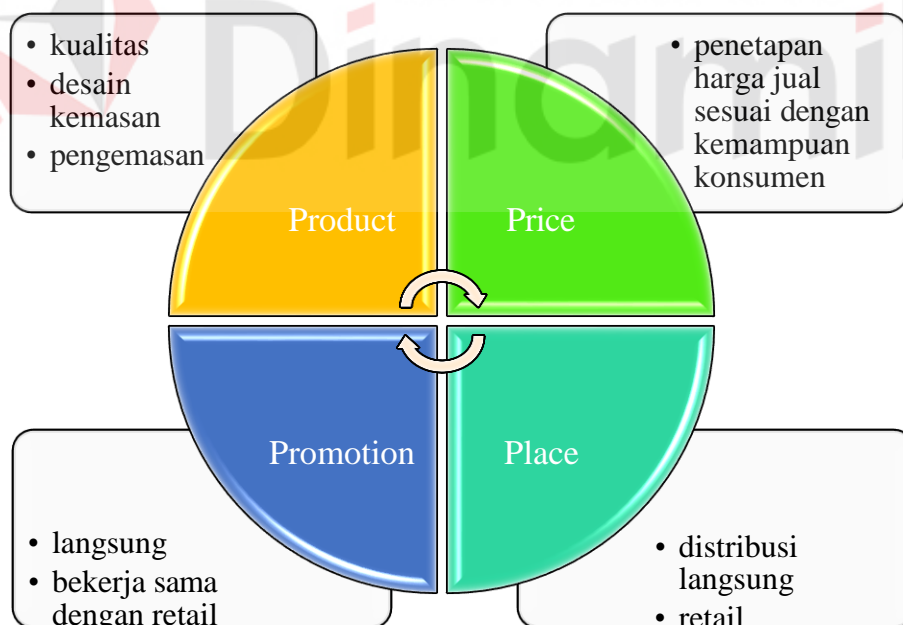 Dinami
• kualitas
• desain
kemasan
• pengemasan
• penetapan
harga jual
sesuai dengan
kemampuan
konsumen
Product
Price
Promotion
Place
• langsung
• bekerja sama
dengan retail
• distribusi
langsung
• retail